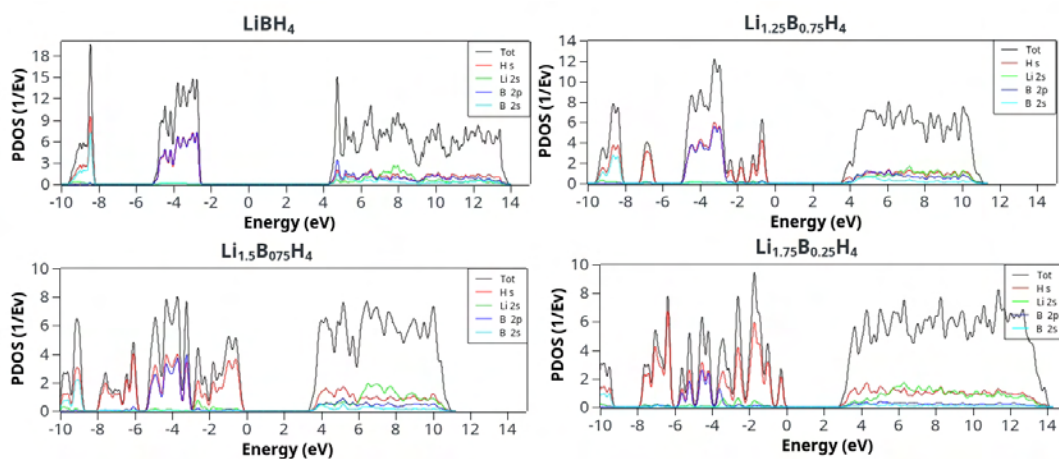 LiBH4
PDOS (1/Ev)
18
15
12
9
6
3
0
Tot
H s
Li 2s
B 2p
B 2s
-10 -8 -6 -4 -2 0 2 4 6 8 10 12 14
Energy (eV)
Li1.25B0.75H4
PDOS (1/Ev)
14
12
10
8
6
4
2
0
Tot
H s
Li 2s
B 2p
B 2s
-10 -8 -6 -4 -2 0 2 4 6 8 10 12 14
Energy (eV)
Li1.5B075H4
PDOS (1/Ev)
10
8
6
4
2
0
Tot
H s
Li 2s
B 2p
B 2s
-10 -8 -6 -4 -2 0 2 4 6 8 10 12 14
Energy (eV)
Li1.75B0.25H4
PDOS (1/Ev)
10
8
6
4
2
0
Tot
H s
Li 2s
B 2p
B 2s
-10 -8 -6 -4 -2 0 2 4 6 8 10 12 14
Energy (eV)